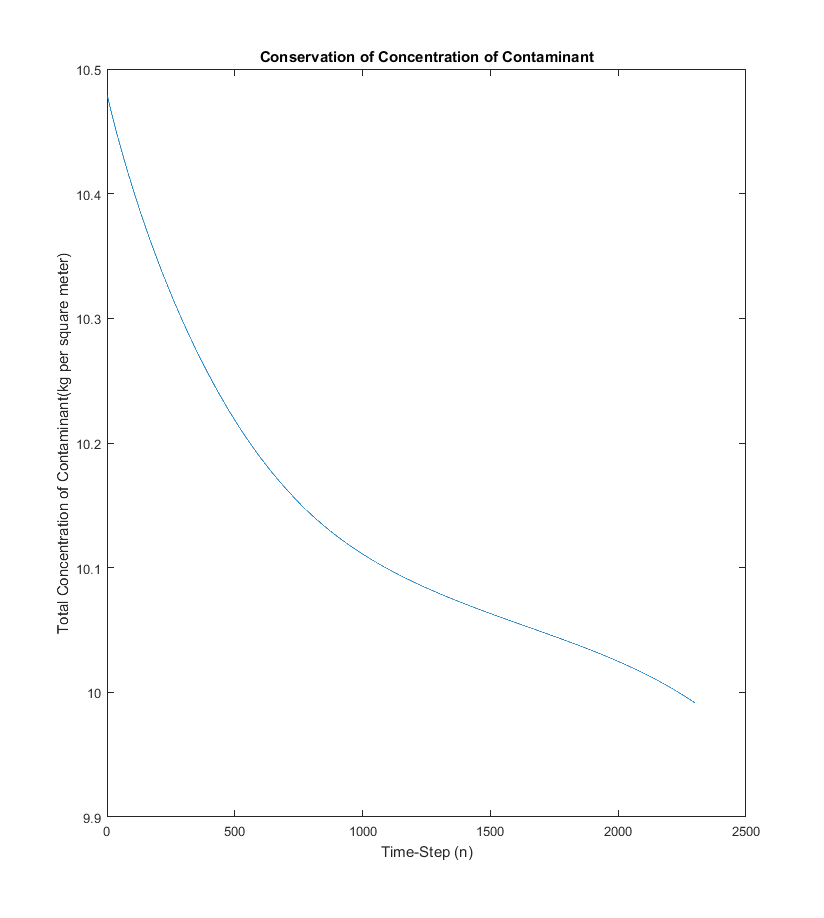 Conservation of Concentration of Contaminant
10.5
10.4
10.3
10.2
10.1
10
9.9
Total Concentration of Contaminant(kg per square meter)
0 500 1000 1500 2000 2500
Time-Step (n)